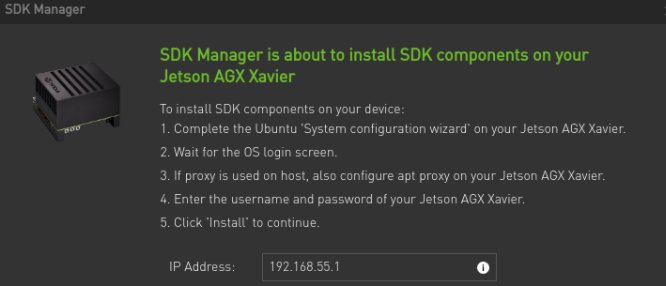 SDK Manager
SDK Manager is about to install SDK components on your
Jetson AGX Xavier
To install SDK components on your device:
1. Complete the Ubuntu 'System configuration wizard' on your Jetson AGX Xavier.
2. Wait for the OS login screen.
3. If proxy is used on host, also configure apt proxy on your Jetson AGX Xavier.
4. Enter the username and password of your Jetson AGX Xavier.
5. Click 'Install' to continue.
IP Address: 192.168.55.1